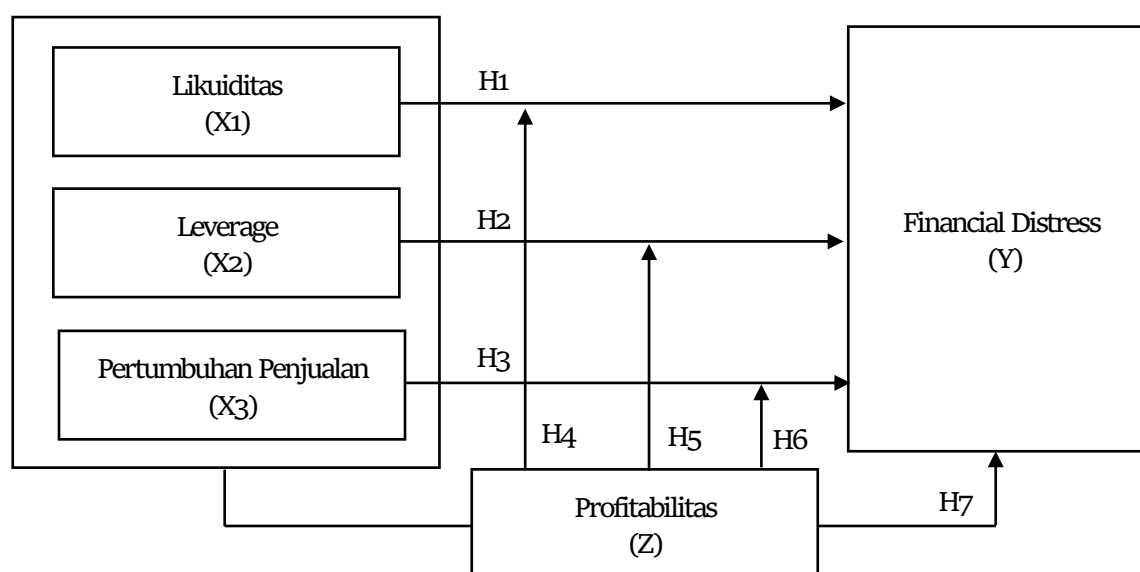 Likuiditas
(X1)
H1
Leverage
(X2)
H2
Financial Distress
(Y)
Pertumbuhan Penjualan
(X3)
H3
H4
H5
H6
Profitabilitas
(Z)
H7